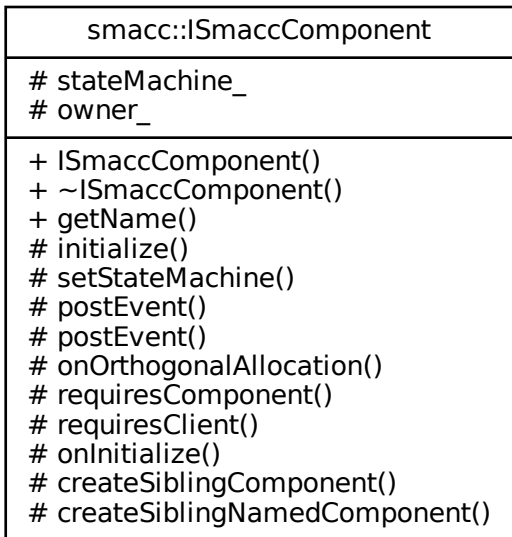 smacc::ISmaccComponent
# stateMachine_
# owner_
+ ISmaccComponent()
+ ~ISmaccComponent()
+ getName()
# initialize()
# setStateMachine()
# postEvent()
# postEvent()
# onOrthogonalAllocation()
# requiresComponent()
# requiresClient()
# onInitialize()
# createSiblingComponent()
# createSiblingNamedComponent()